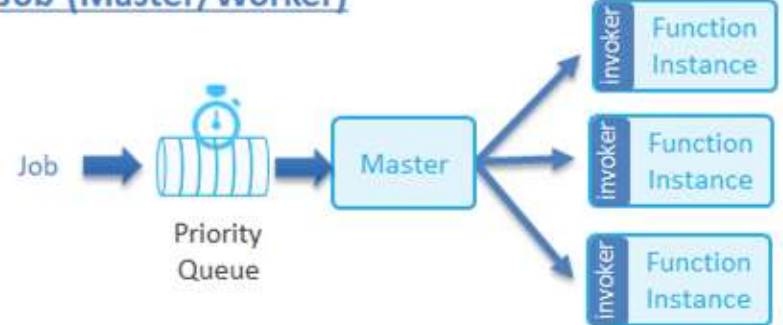 Job (Master/Worker)
invoker
Function
Instance
Job
Master
invoker
Function
Instance
Priority
Queue
invoker
Function
Instance